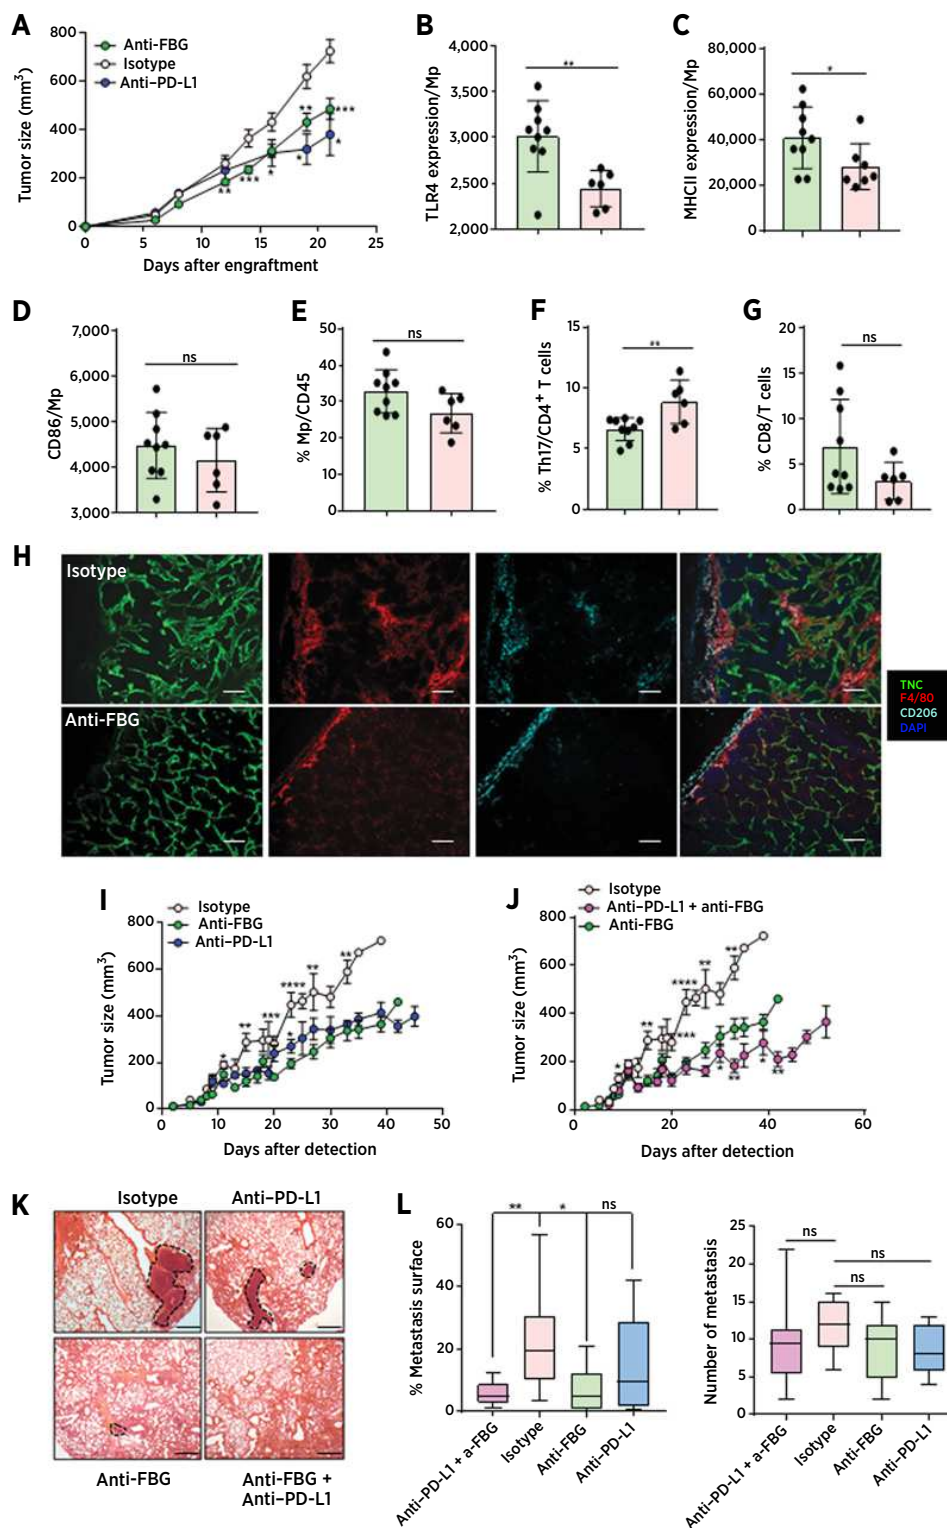 A
Anti-FBG
Isotype
Anti–PD-L1
Tumor size (mm³)
800
600
400
200
0
** *** * ** * *** *
0 5 10 15 20 25
Days after engraftment
B
TLR4 expression/Mp
4,000
3,500
3,000
2,500
2,000
**
C
MHCII expression/Mp
80,000
60,000
40,000
20,000
0
*
D
CD86/Mp
7,000
6,000
5,000
4,000
3,000
ns
E
% Mp/CD45
50
40
30
20
10
0
ns
F
% Th17/CD4⁺ T cells
15
10
5
0
**
G
% CD8/T cells
20
15
10
5
0
ns
H
Isotype
Anti-FBG
TNC
F4/80
CD206
DAPI
I
Isotype
Anti-FBG
Anti–PD-L1
Tumor size (mm³)
800
600
400
200
0
* ** *** **** * ** **
0 10 20 30 40 50
Days after detection
J
Isotype
Anti–PD-L1 + anti-FBG
Anti-FBG
Tumor size (mm³)
800
600
400
200
0
* ** **** *** ** ** * ** * **
0 20 40 60
Days after detection
K
Isotype
Anti–PD-L1
Anti-FBG
Anti-FBG +
Anti–PD-L1
L
% Metastasis surface
60
40
20
0
** * ns
Anti–PD-L1 + a-FBG
Isotype
Anti-FBG
Anti–PD-L1
Number of metastasis
25
20
15
10
5
0
ns
ns
ns
Anti–PD-L1 + a-FBG
Isotype
Anti-FBG
Anti–PD-L1